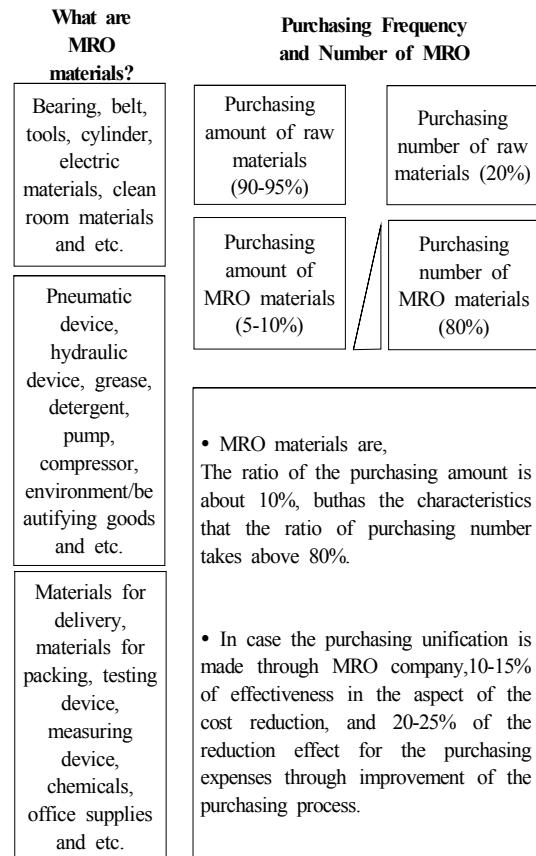 What are
MRO
materials?
Bearing, belt,
tools, cylinder,
electric
materials, clean
room materials
and etc.
Pneumatic
device,
hydraulic
device, grease,
detergent,
pump,
compressor,
environment/be
autifying goods
and etc.
Materials for
delivery,
materials for
packing, testing
device,
measuring
device,
chemicals,
office supplies
and etc.
Purchasing Frequency
and Number of MRO
Purchasing
amount of raw
materials
(90-95%)
Purchasing
number of raw
materials (20%)
Purchasing
amount of
MRO materials
(5-10%)
Purchasing
number of
MRO materials
(80%)
• MRO materials are,
The ratio of the purchasing amount is
about 10%, buthas the characteristics
that the ratio of purchasing number
takes above 80%.
• In case the purchasing unification is
made through MRO company,10-15%
of effectiveness in the aspect of the
cost reduction, and 20-25% of the
reduction effect for the purchasing
expenses through improvement of the
purchasing process.